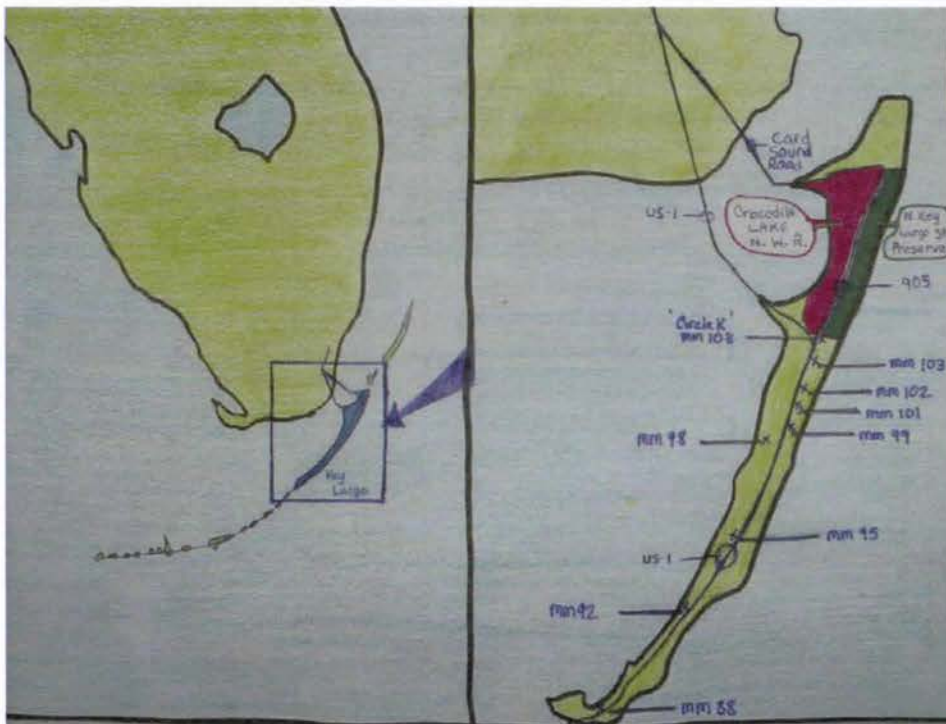 Key
Largo
Card
Sound
Road
US-1
Crocodile
LAKE
N. W. R.
N. Key
Largo
Preserve
905
'Circle K'
mm 108
mm 103
mm 102
mm 101
mm 99
mm 98
mm 95
US-1
mm 92
mm 88